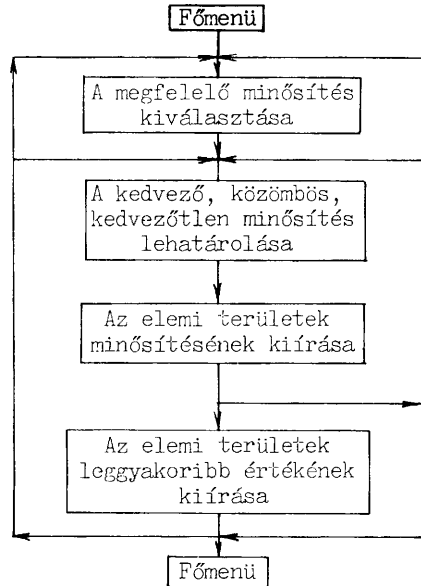 Főmenü
A megfelelő minősítés
kiválasztása
A kedvező, közömbös,
kedvezőtlen minősítés
lehatárolása
Az elemi területek
minősítésének kiírása
Az elemi területek
leggyakoribb értékének
kiírása
Főmenü